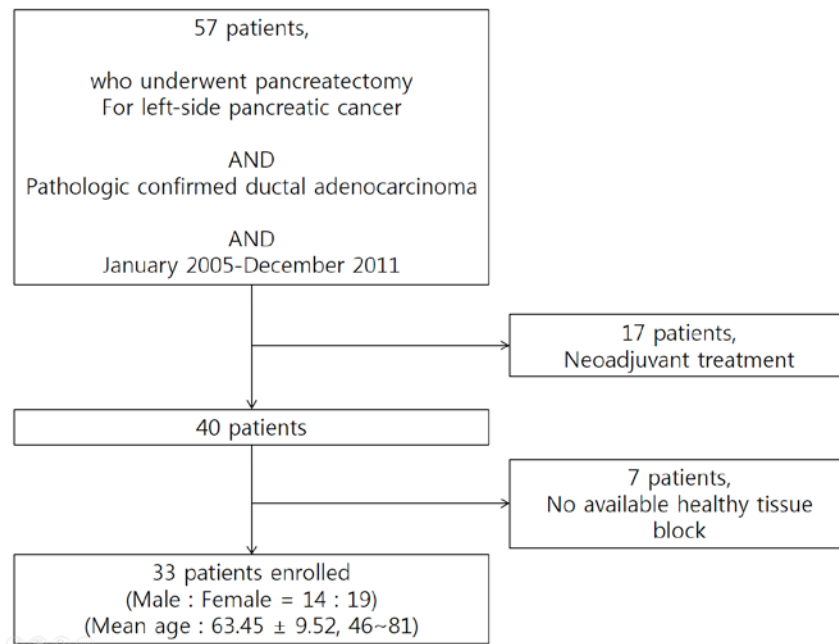 57 patients,
who underwent pancreatectomy
For left-side pancreatic cancer
AND
Pathologic confirmed ductal adenocarcinoma
AND
January 2005-December 2011
17 patients,
Neoadjuvant treatment
40 patients
7 patients,
No available healthy tissue
block
33 patients enrolled
(Male : Female = 14 : 19)
(Mean age : 63.45 ± 9.52, 46~81)